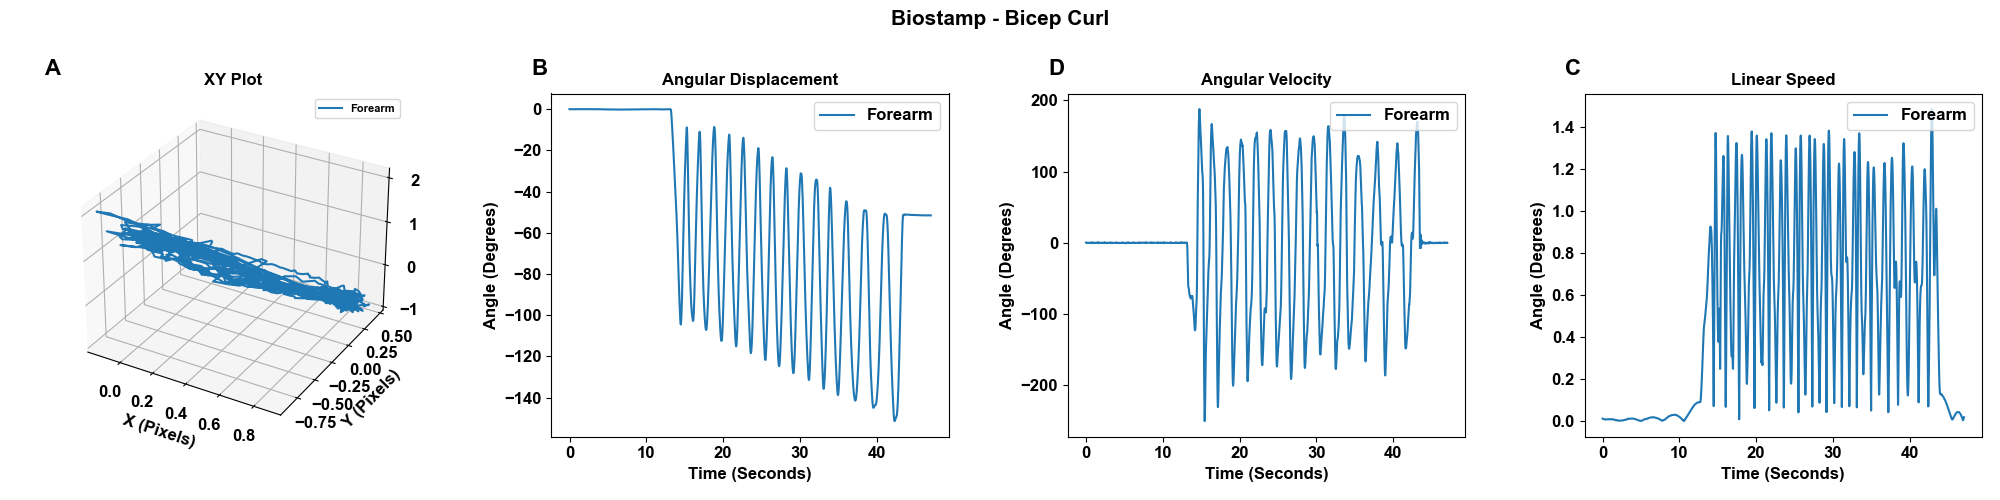 Biostamp - Bicep Curl
A
XY Plot
Forearm
2
1
0
−1
0.50
0.25
0.00
−0.25
−0.50
−0.75
Y (Pixels)
0.0
0.2
0.4
0.6
0.8
X (Pixels)
B
Angular Displacement
Forearm
0
−20
−40
−60
−80
−100
−120
−140
Angle (Degrees)
0 10 20 30 40
Time (Seconds)
D
Angular Velocity
Forearm
200
100
0
−100
−200
Angle (Degrees)
0 10 20 30 40
Time (Seconds)
C
Linear Speed
Forearm
1.4
1.2
1.0
0.8
0.6
0.4
0.2
0.0
Angle (Degrees)
0 10 20 30 40
Time (Seconds)